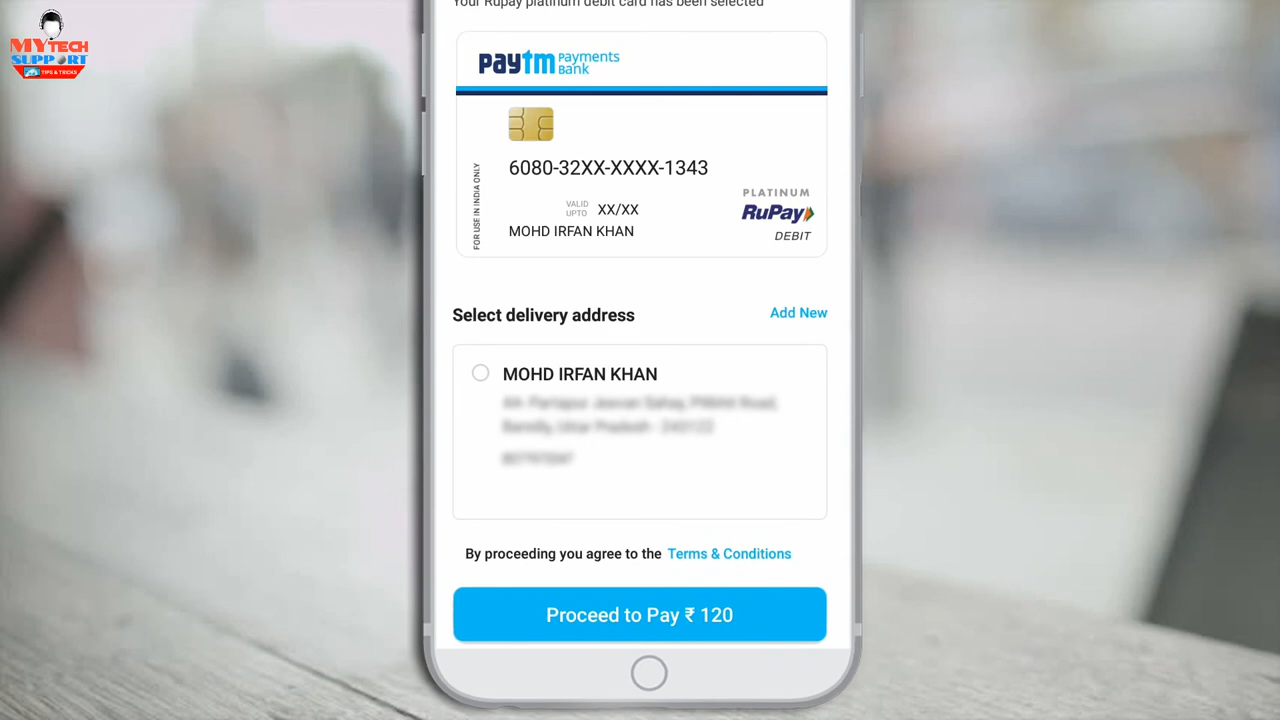 MYTECH
SUPPORT
TIPS & TRICKS
Your Rupay platinum debit card has been selected
paytm Payments Bank
6080-32XX-XXXX-1343
FOR USE IN INDIA ONLY
VALID UPTO XX/XX
MOHD IRFAN KHAN
PLATINUM
RuPay
DEBIT
Select delivery address
Add New
MOHD IRFAN KHAN
By proceeding you agree to the Terms & Conditions
Proceed to Pay ₹ 120